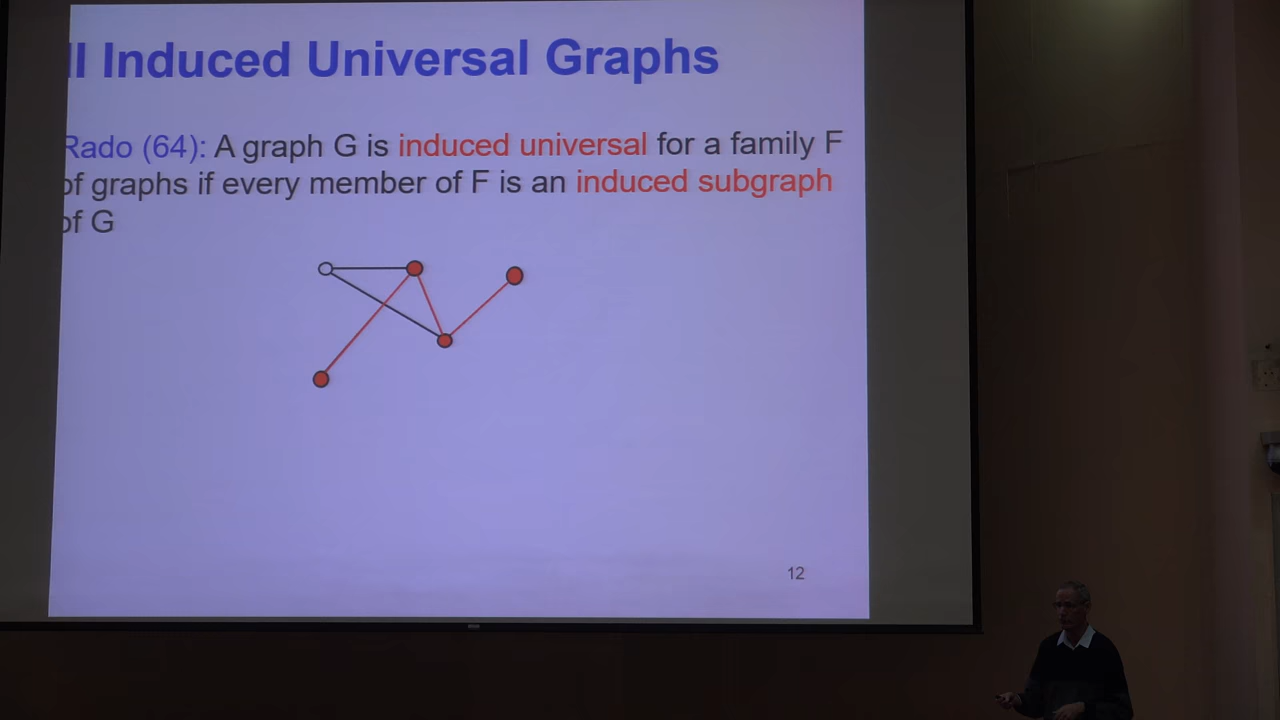 II Induced Universal Graphs
Rado (64): A graph G is induced universal for a family F
of graphs if every member of F is an induced subgraph
of G
12